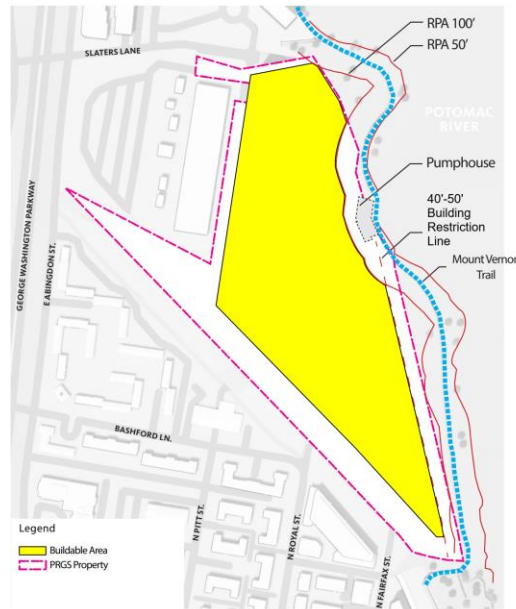 RPA 100'
RPA 50'
SLATERS LANE
POTOMAC
RIVER
Pumphouse
40'-50'
Building
Restriction
Line
Mount Vernon
Trail
GEORGE WASHINGTON PARKWAY
E ABINGDON ST.
BASHFORD LN.
N PITT ST.
N ROYAL ST.
N FAIRFAX ST.
Legend
Buildable Area
PRGS Property